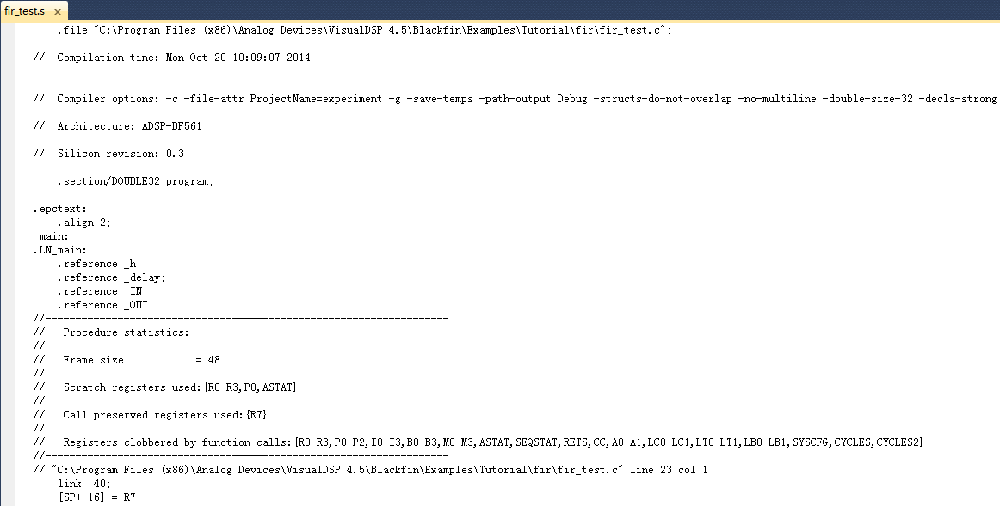 fir_test.s
.file "C:\Program Files (x86)\Analog Devices\VisualDSP 4.5\Blackfin\Examples\Tutorial\fir\fir_test.c";
// Compilation time: Mon Oct 20 10:09:07 2014
// Compiler options: -c -file-attr ProjectName=experiment -g -save-temps -path-output Debug -structs-do-not-overlap -no-multiline -double-size-32 -decls-strong
// Architecture: ADSP-BF561
// Silicon revision: 0.3
.section/DOUBLE32 program;
.epctext:
.align 2;
_main:
.LN_main:
.reference _h;
.reference _delay;
.reference _IN;
.reference _OUT;
//-------------------------------------------------------------------
// Procedure statistics:
//
// Frame size = 48
//
// Scratch registers used:{R0-R3,P0,ASTAT}
//
// Call preserved registers used:{R7}
//
// Registers clobbered by function calls:{R0-R3,P0-P2,I0-I3,B0-B3,M0-M3,ASTAT,SEQSTAT,RETS,CC,A0-A1,LC0-LC1,LT0-LT1,LB0-LB1,SYSCFG,CYCLES,CYCLES2}
//-------------------------------------------------------------------
// "C:\Program Files (x86)\Analog Devices\VisualDSP 4.5\Blackfin\Examples\Tutorial\fir\fir_test.c" line 23 col 1
link 40;
[SP+ 16] = R7;